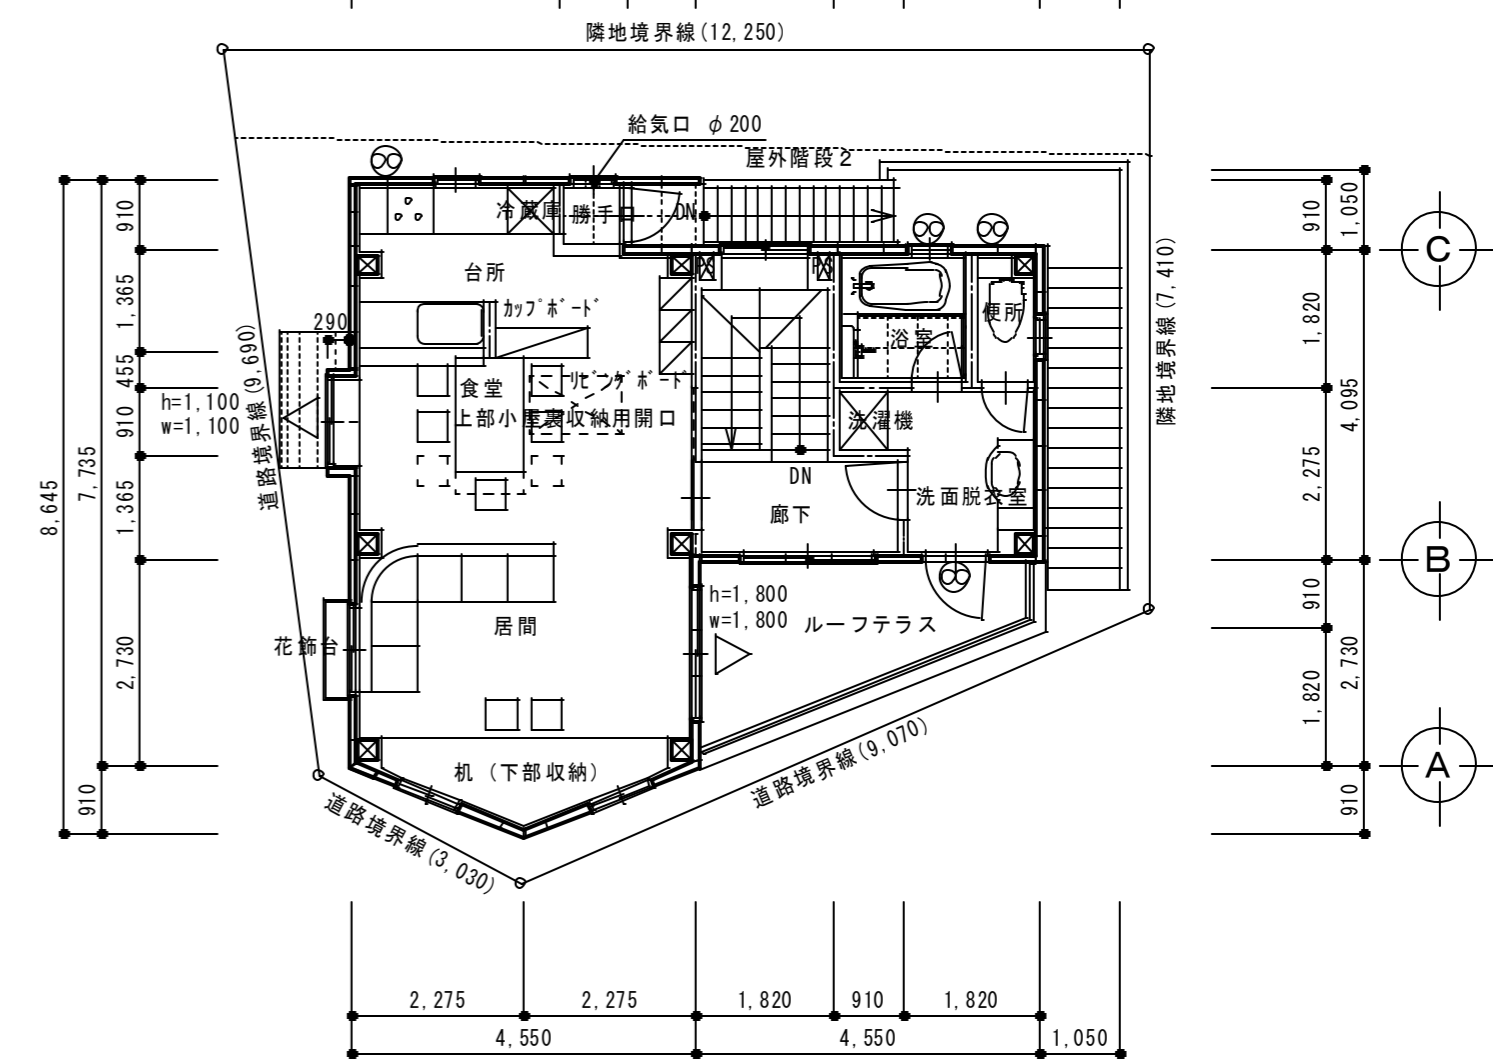 隣地境界線(12,250)
給気口 φ200
屋外階段2
冷蔵庫
勝手口
DN
台所
PS
PS
カップボード
290
便所
浴室
食堂
リビングボード
上部小屋裏収納用開口
h=1,100
w=1,100
洗濯機
DN
廊下
洗面脱衣室
居間
花飾台
h=1,800
w=1,800
ルーフテラス
机（下部収納）
道路境界線(9,690)
隣地境界線(7,410)
道路境界線(3,030)
道路境界線(9,070)
8,645
7,735
910
910
1,365
455
910
1,365
2,730
910
1,820
2,275
910
1,820
1,050
4,095
2,730
910
C
B
A
2,275
2,275
1,820
910
1,820
4,550
4,550
1,050